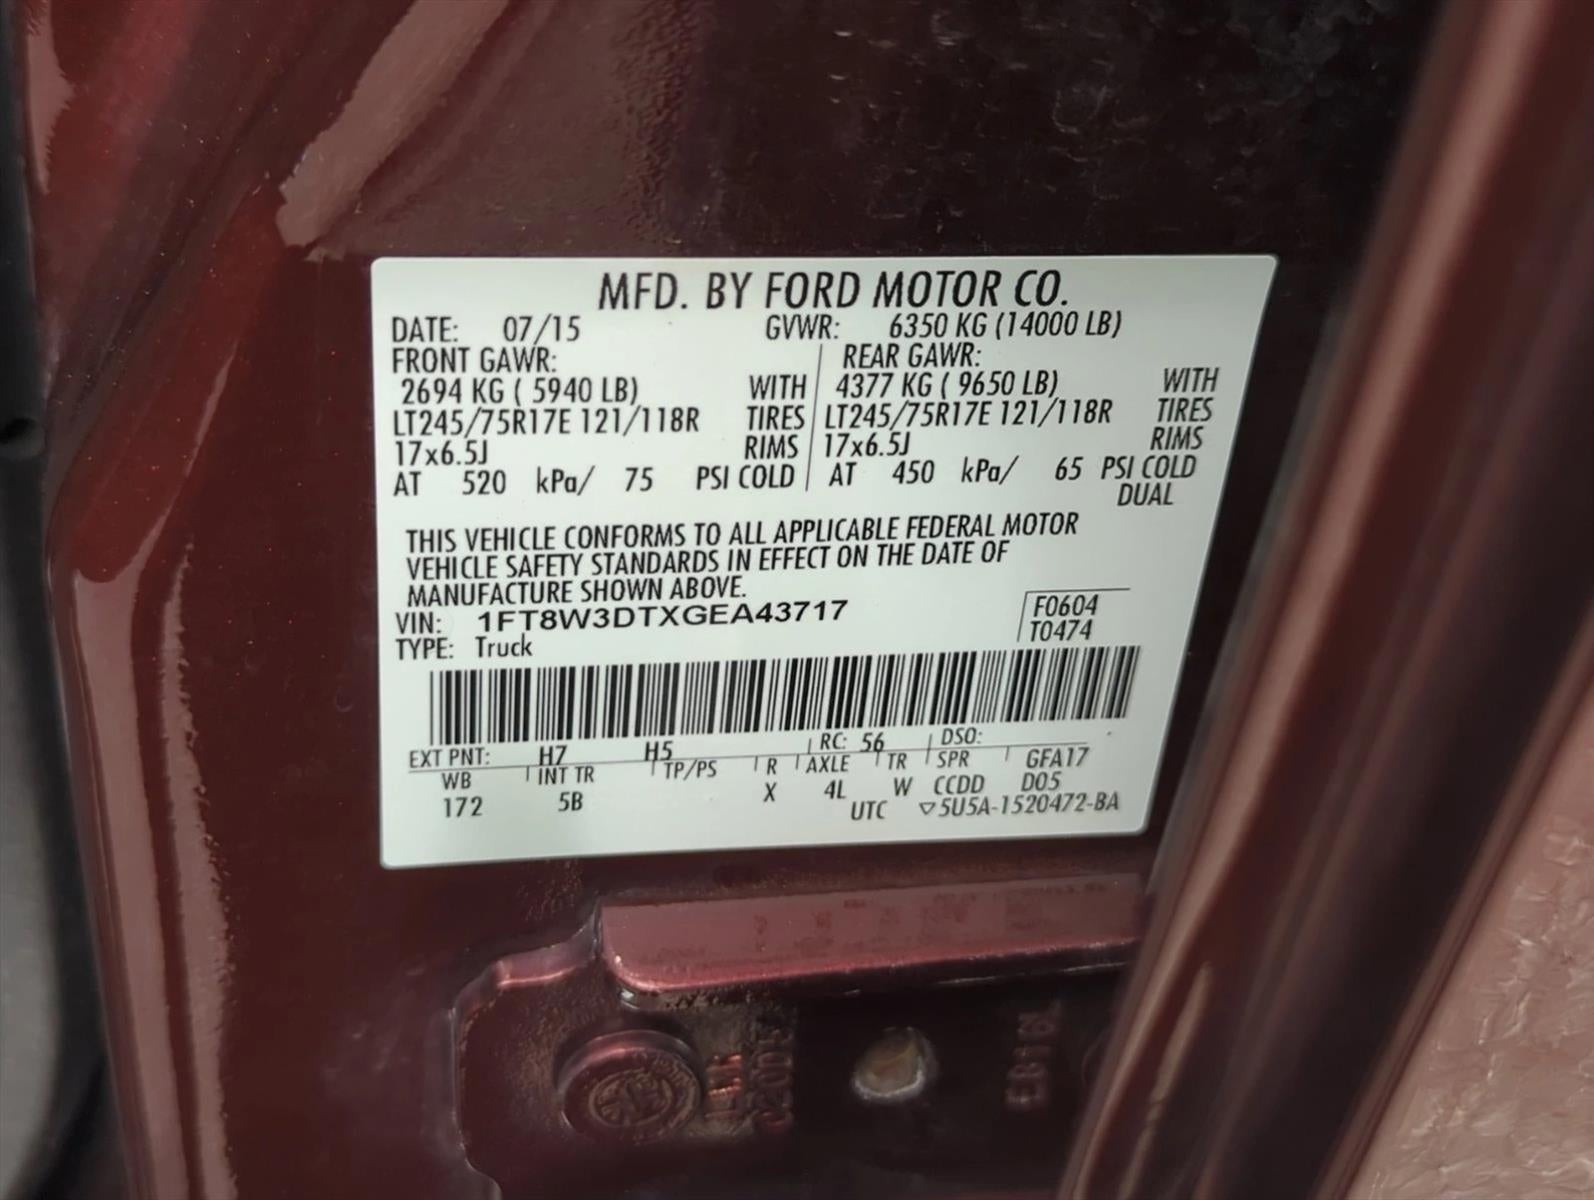 MFD. BY FORD MOTOR CO.
DATE: 07/15 GVWR: 6350 KG (14000 LB)
FRONT GAWR: REAR GAWR:
2694 KG ( 5940 LB) WITH 4377 KG ( 9650 LB) WITH
LT245/75R17E 121/118R TIRES LT245/75R17E 121/118R TIRES
17x6.5J RIMS 17x6.5J RIMS
AT 520 kPa/ 75 PSI COLD AT 450 kPa/ 65 PSI COLD
DUAL
THIS VEHICLE CONFORMS TO ALL APPLICABLE FEDERAL MOTOR
VEHICLE SAFETY STANDARDS IN EFFECT ON THE DATE OF
MANUFACTURE SHOWN ABOVE.
VIN: 1FT8W3DTXGEA43717 F0604
TYPE: Truck T0474
EXT PNT: H7 H5 RC: 56 DSO:
WB INT TR TP/PS R AXLE TR SPR GFA17
172 5B X 4L W CCDD D05
UTC ▽5U5A-1520472-BA